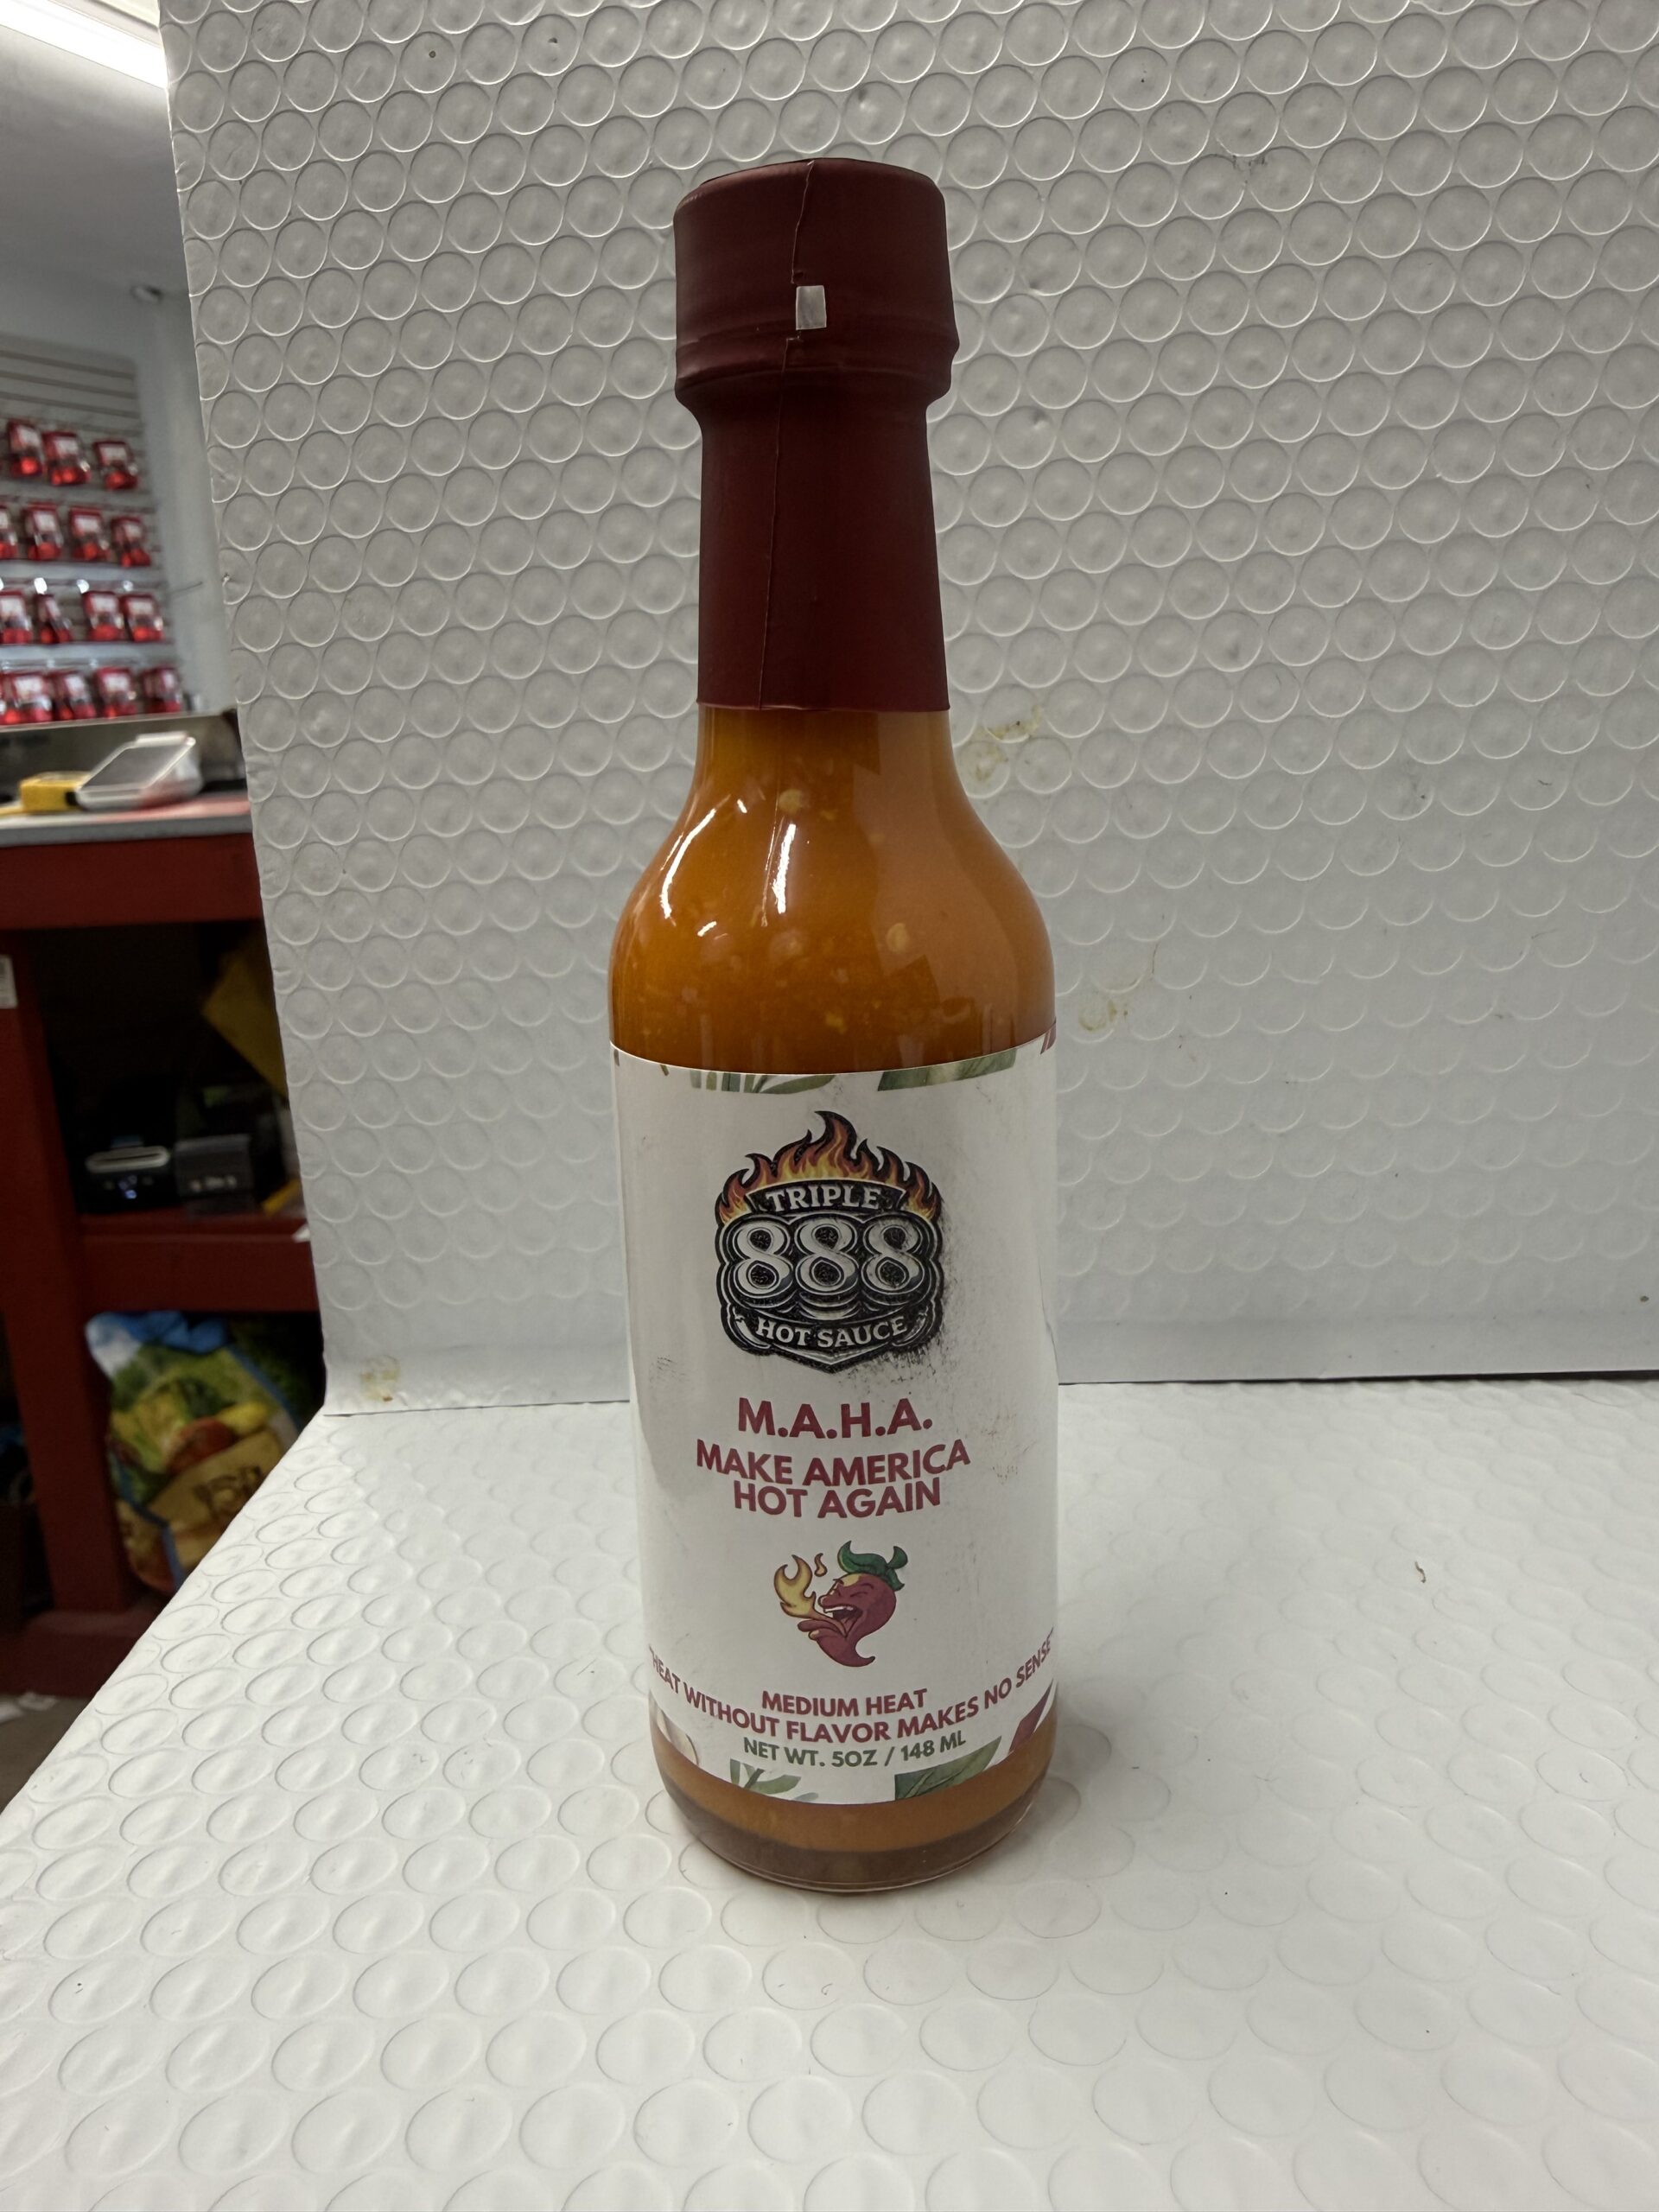 TRIPLE
888
HOT SAUCE
M.A.H.A.
MAKE AMERICA
HOT AGAIN
MEDIUM HEAT
"HEAT WITHOUT FLAVOR MAKES NO SENSE"
NET WT. 5OZ / 148 ML